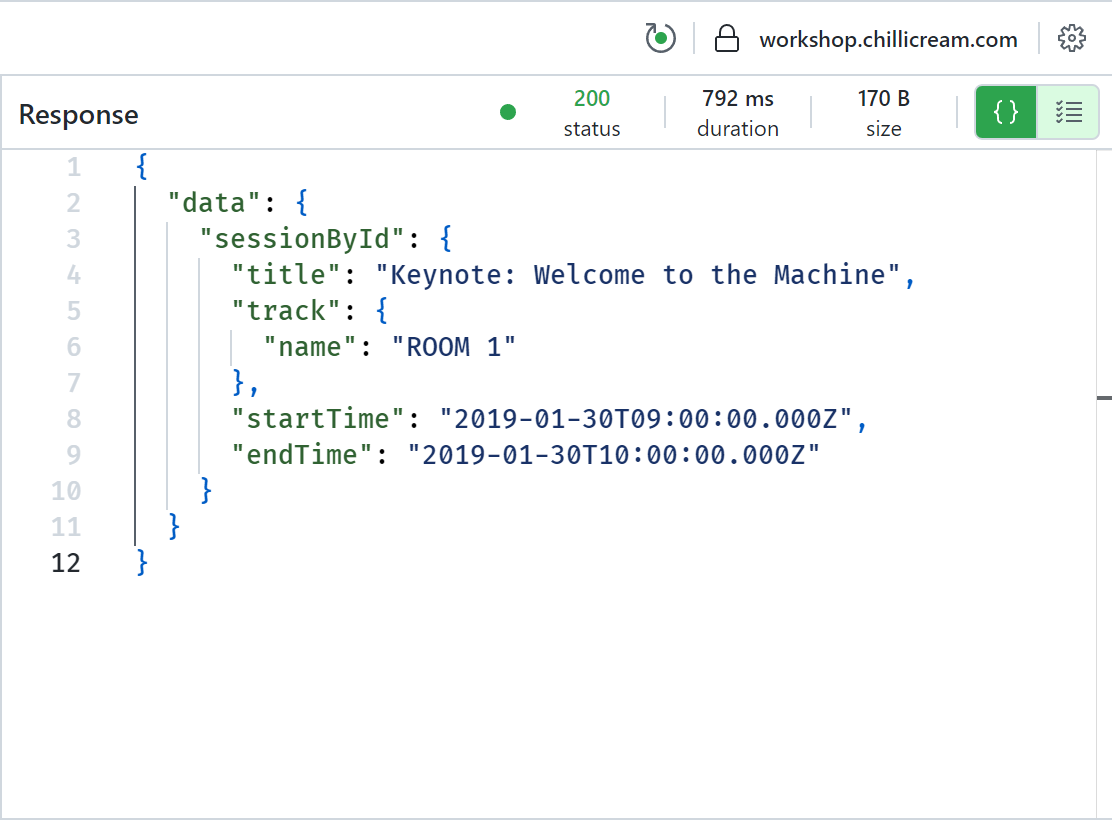 workshop.chillicream.com
Response
200 status
792 ms duration
170 B size
{}
1 {
2   "data": {
3     "sessionById": {
4       "title": "Keynote: Welcome to the Machine",
5       "track": {
6         "name": "ROOM 1"
7       },
8       "startTime": "2019-01-30T09:00:00.000Z",
9       "endTime": "2019-01-30T10:00:00.000Z"
10     }
11   }
12 }